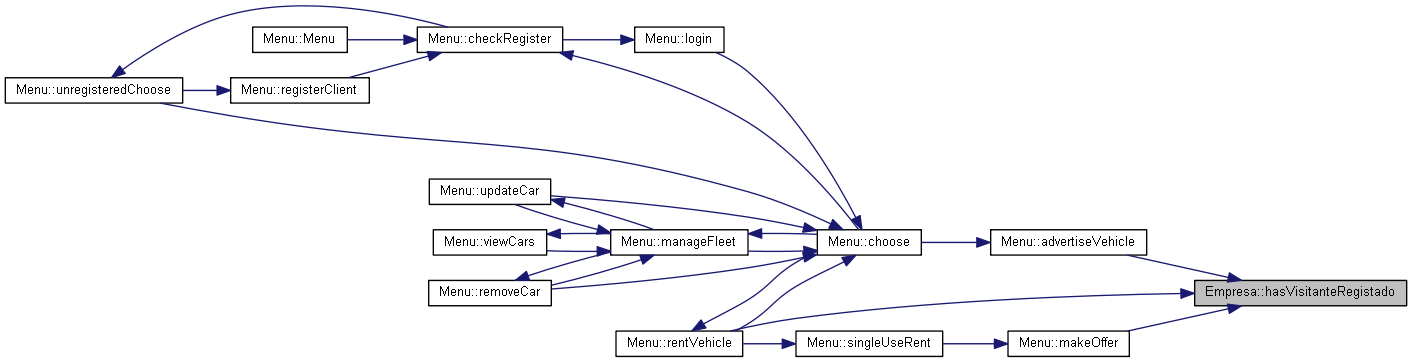 Menu::Menu
Menu::checkRegister
Menu::login
Menu::unregisteredChoose
Menu::registerClient
Menu::updateCar
Menu::viewCars
Menu::manageFleet
Menu::choose
Menu::advertiseVehicle
Menu::removeCar
Empresa::hasVisitanteRegistado
Menu::rentVehicle
Menu::singleUseRent
Menu::makeOffer